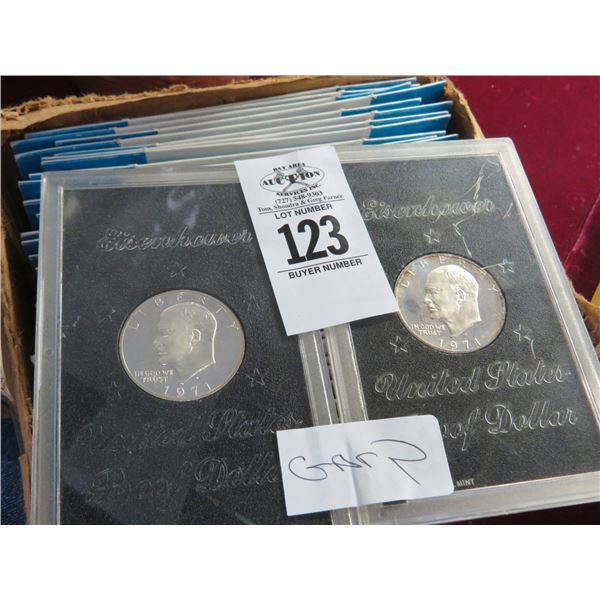 BAY AREA
AUCTION
SERVICES INC.
(727) 548-9303
Tom, Shondra & Greg Farner
LOT NUMBER
123
BUYER NUMBER
Eisenhower
LIBERTY
IN GOD WE
TRUST
1971
United States
Proof Dollar
Eisenhower
LIBERTY
IN GOD WE
TRUST
1971
United States
Proof Dollar
MINT